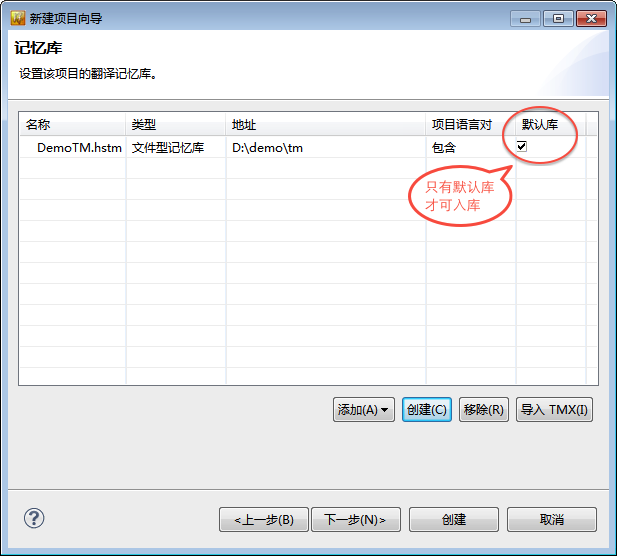 新建项目向导
记忆库
设置该项目的翻译记忆库。
名称 类型 地址 项目语言对 默认库
DemoTM.hstm 文件型记忆库 D:\demo\tm 包含
只有默认库
才可入库
添加(A) 创建(C) 移除(R) 导入 TMX(I)
? <上一步(B) 下一步(N)> 创建 取消